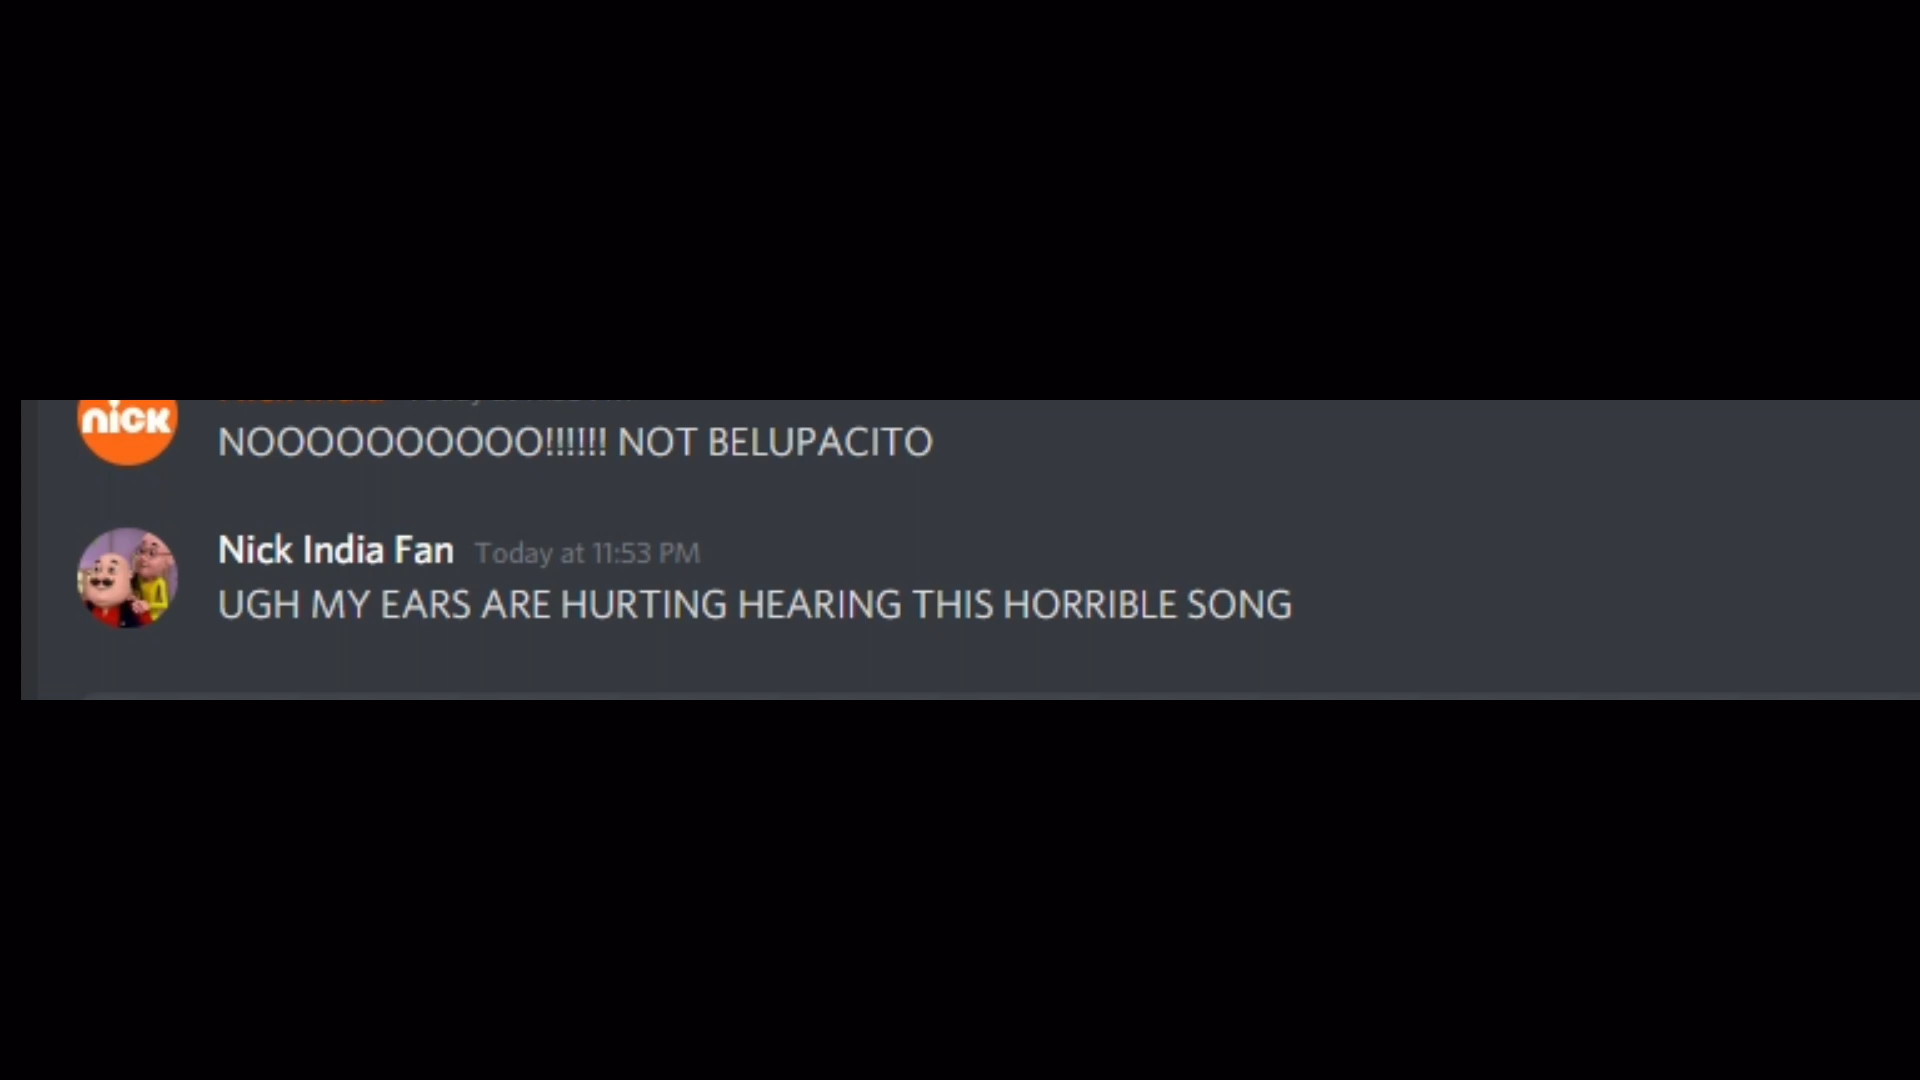 nick
NOOOOOOOOOO!!!!!! NOT BELUPACITO
Nick India Fan Today at 11:53 PM
UGH MY EARS ARE HURTING HEARING THIS HORRIBLE SONG